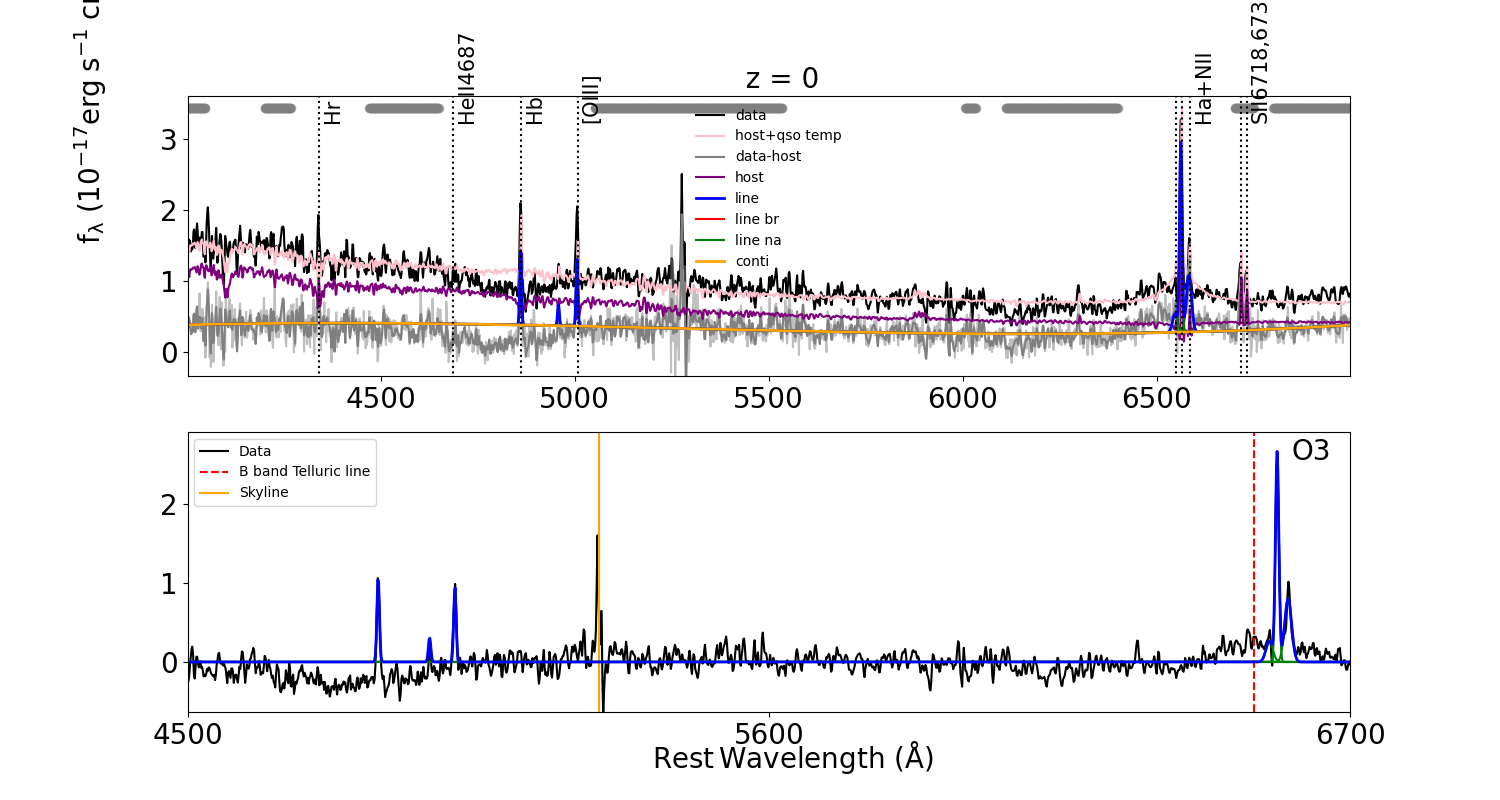 z = 0
fλ (10−17erg s−1 c
Hr
HeII4687
Hb
[OIII]
Ha+NII
SII6718,673
data
host+qso temp
data-host
host
line
line br
line na
conti
3
2
1
0
4500 5000 5500 6000 6500
Data
B band Telluric line
Skyline
O3
2
1
0
4500 5600 6700
Rest Wavelength (Å)